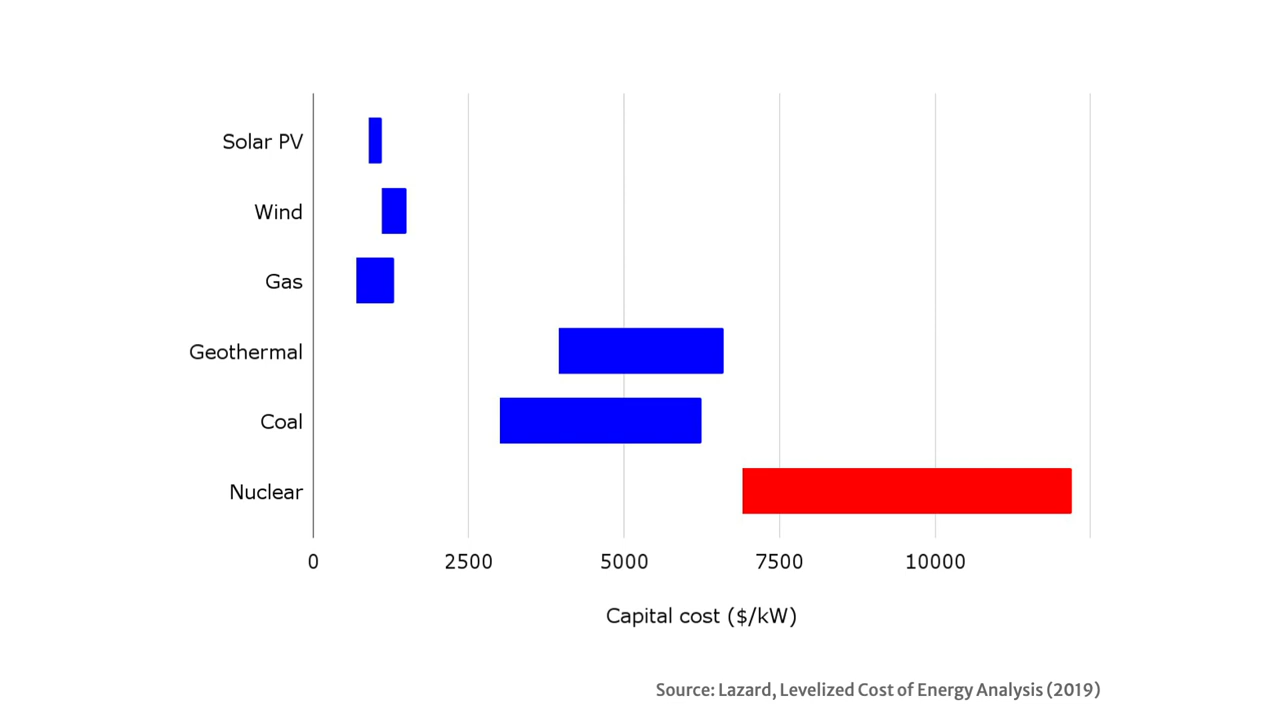 Solar PV
Wind
Gas
Geothermal
Coal
Nuclear
0 2500 5000 7500 10000
Capital cost ($/kW)
Source: Lazard, Levelized Cost of Energy Analysis (2019)